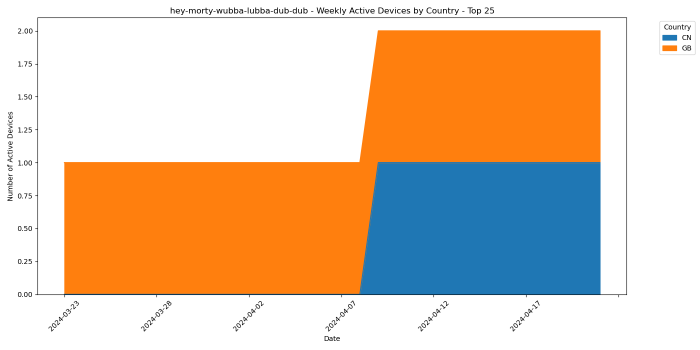 hey-morty-wubba-lubba-dub-dub - Weekly Active Devices by Country - Top 25
Country
CN
GB
Number of Active Devices
2.00
1.75
1.50
1.25
1.00
0.75
0.50
0.25
0.00
2024-03-23
2024-03-28
2024-04-02
2024-04-07
2024-04-12
2024-04-17
Date